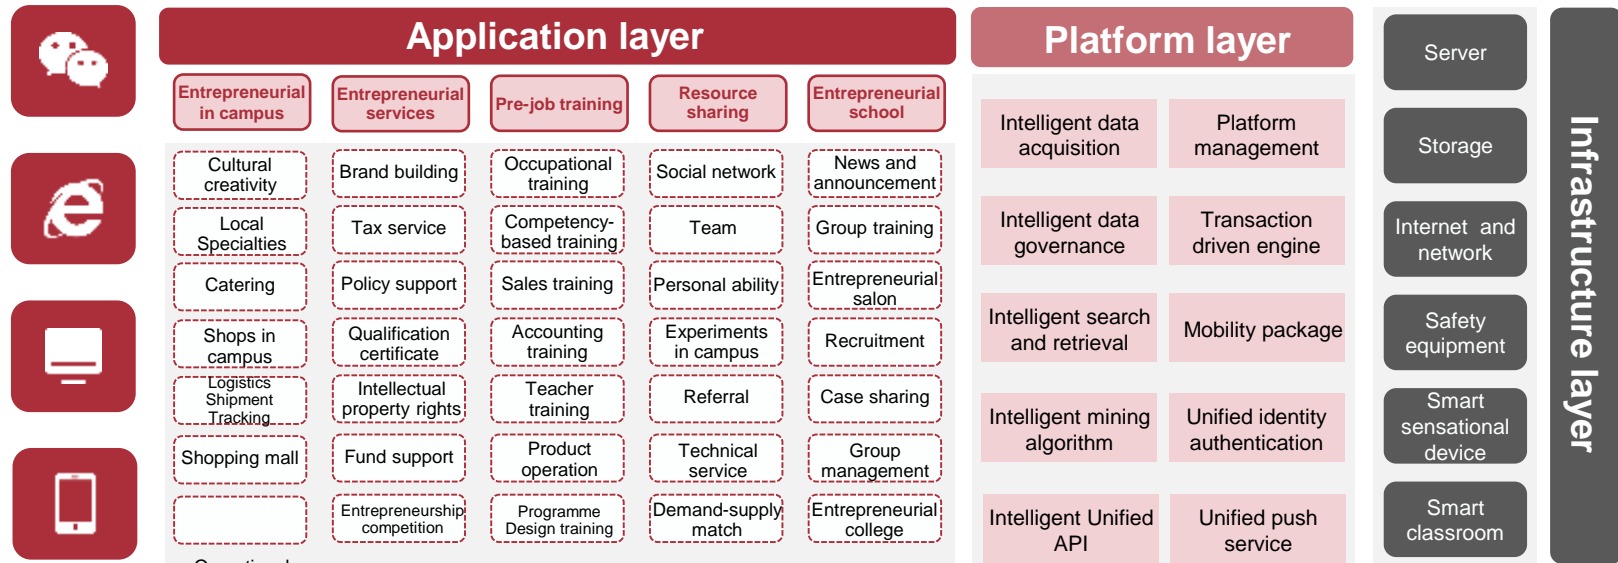 Application layer
Entrepreneurial
in campus
Cultural
creativity
Local
Specialties
Catering
Shops in
campus
Logistics
Shipment
Tracking
Shopping mall
Entrepreneurial
services
Brand building
Tax service
Policy support
Qualification
certificate
Intellectual
property rights
Fund support
Entrepreneurship
competition
Pre-job training
Occupational
training
Competency-
based training
Sales training
Accounting
training
Teacher
training
Product
operation
Programme
Design training
Resource
sharing
Social network
Team
Personal ability
Experiments
in campus
Referral
Technical
service
Demand-supply
match
Entrepreneurial
school
News and
announcement
Group training
Entrepreneurial
salon
Recruitment
Case sharing
Group
management
Entrepreneurial
college
Platform layer
Intelligent data
acquisition
Platform
management
Intelligent data
governance
Transaction
driven engine
Intelligent search
and retrieval
Mobility package
Intelligent mining
algorithm
Unified identity
authentication
Intelligent Unified
API
Unified push
service
Server
Storage
Internet and
network
Safety
equipment
Smart
sensational
device
Smart
classroom
Infrastructure layer